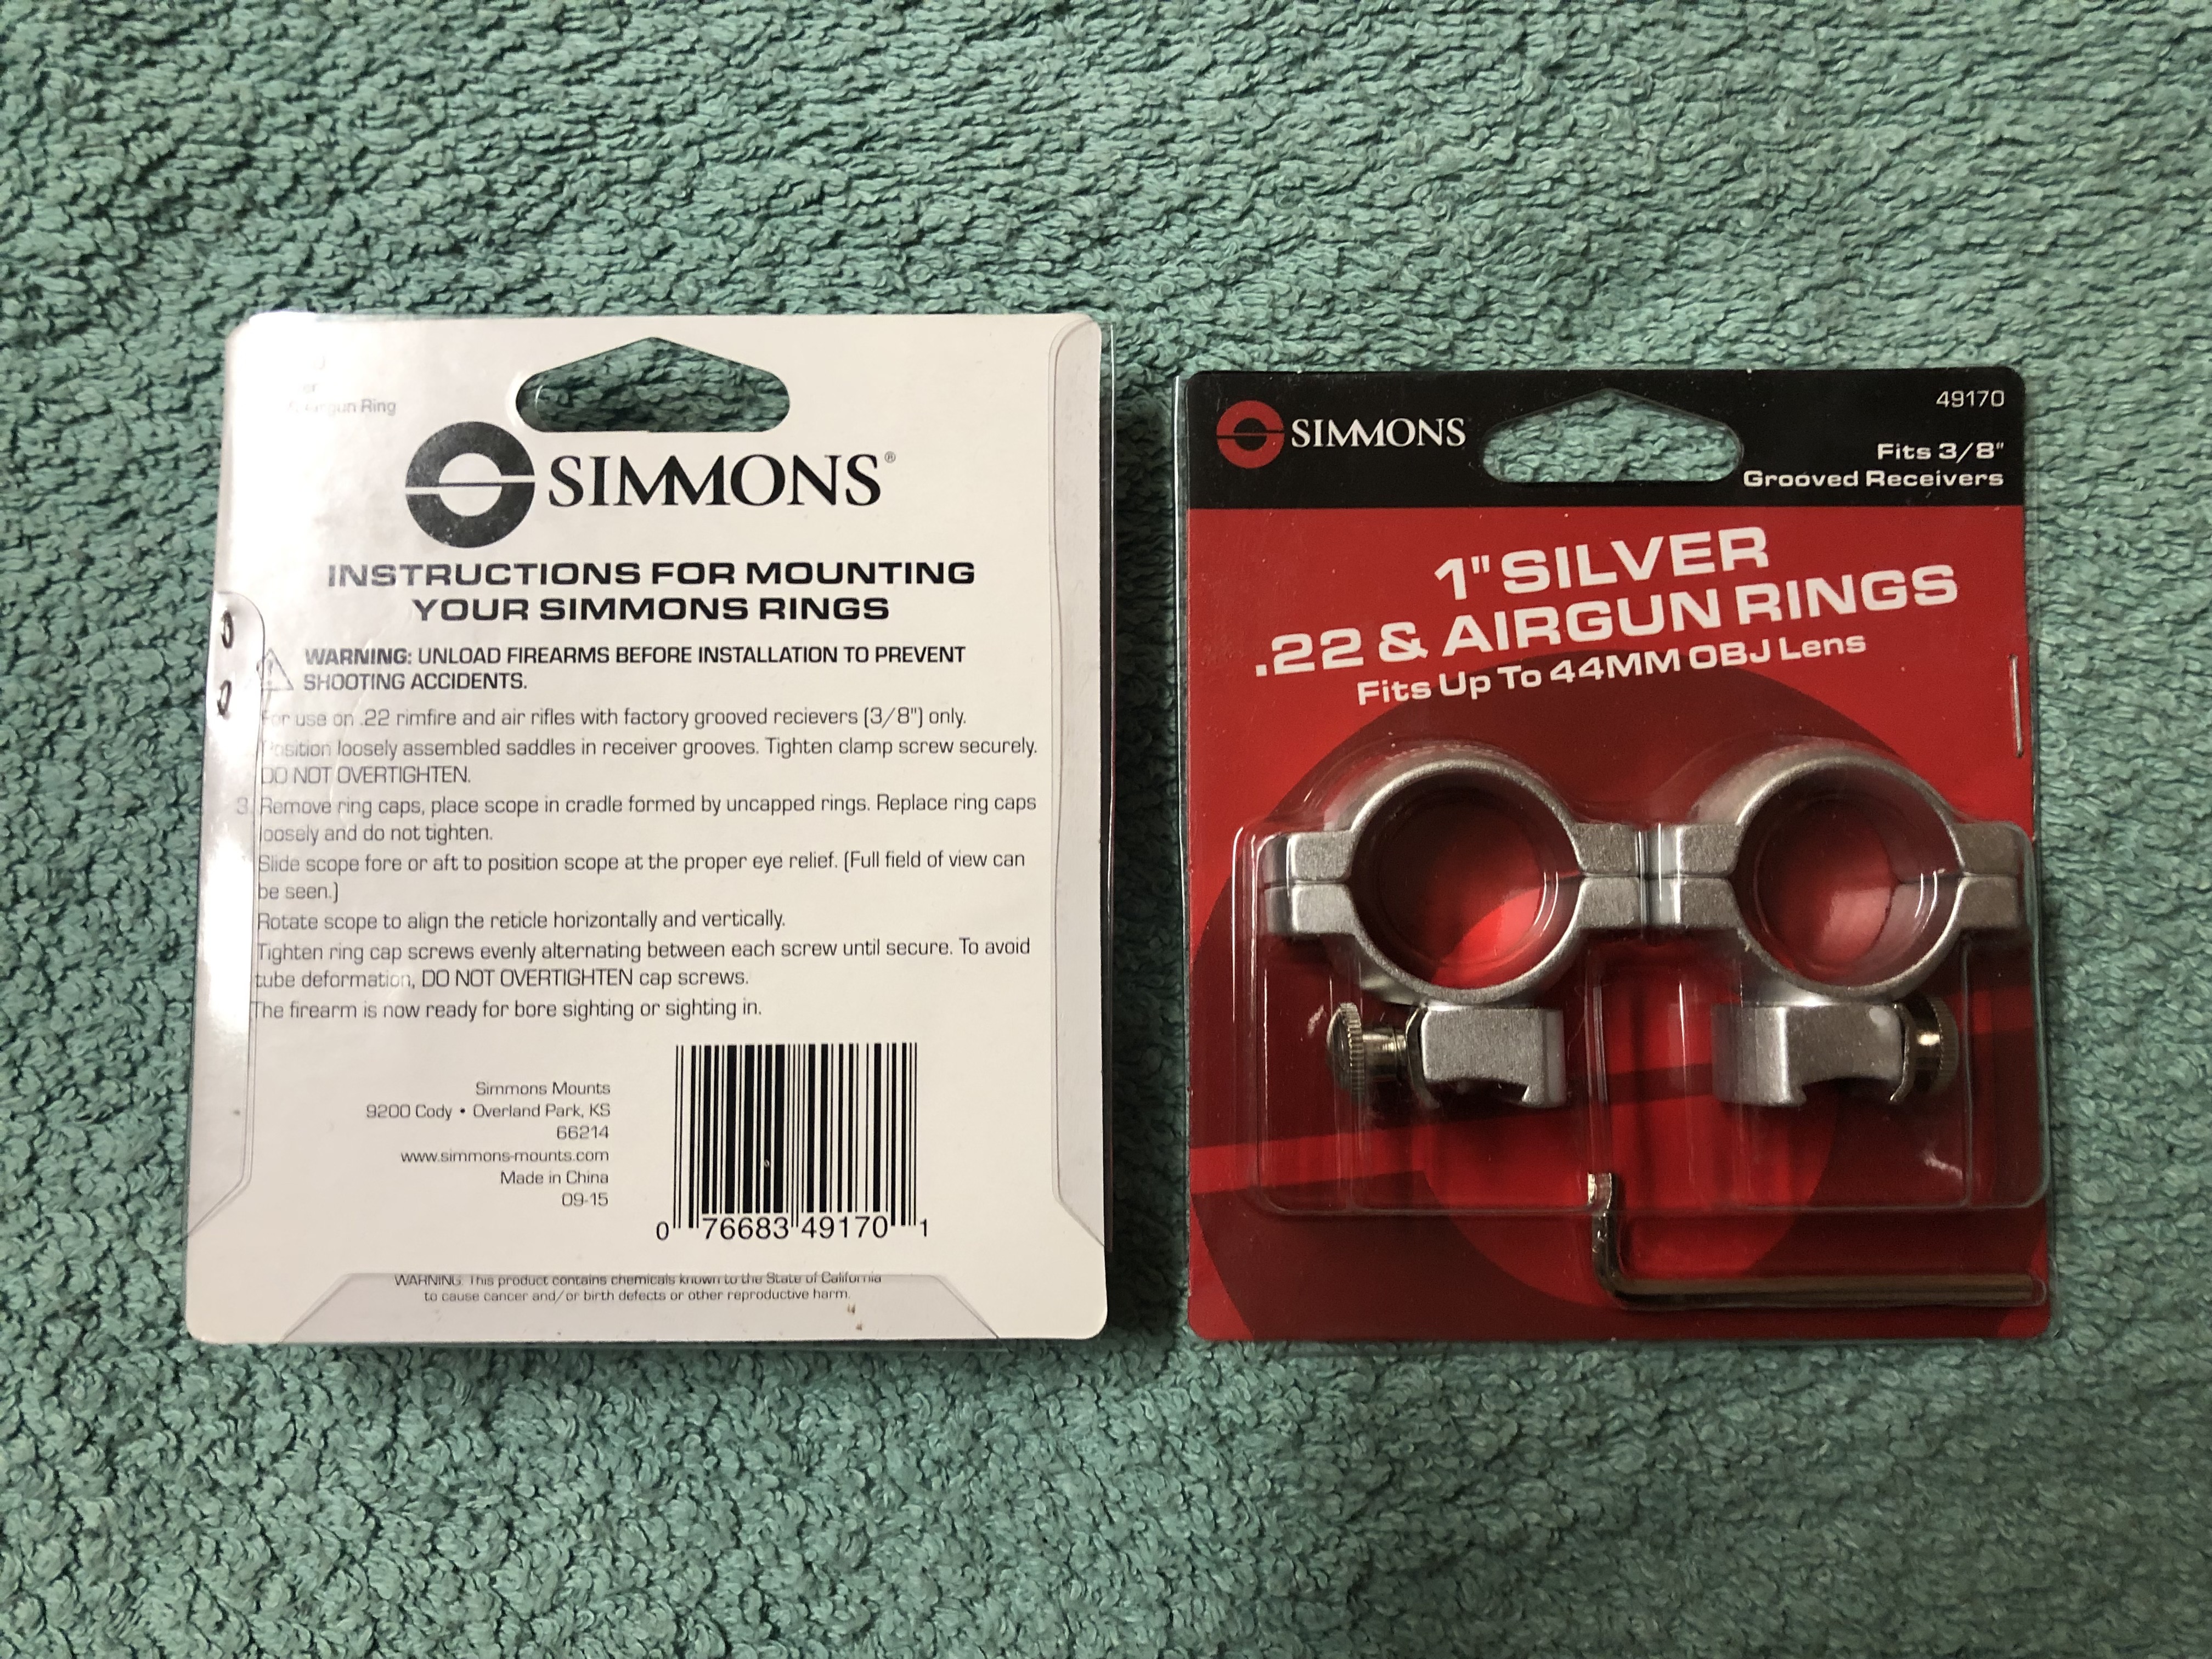 Airgun Ring
SIMMONS®
INSTRUCTIONS FOR MOUNTING
YOUR SIMMONS RINGS
WARNING: UNLOAD FIREARMS BEFORE INSTALLATION TO PREVENT
SHOOTING ACCIDENTS.
For use on .22 rimfire and air rifles with factory grooved recievers (3/8") only.
Position loosely assembled saddles in receiver grooves. Tighten clamp screw securely.
DO NOT OVERTIGHTEN.
3. Remove ring caps, place scope in cradle formed by uncapped rings. Replace ring caps
loosely and do not tighten.
Slide scope fore or aft to position scope at the proper eye relief. (Full field of view can
be seen.)
Rotate scope to align the reticle horizontally and vertically.
Tighten ring cap screws evenly alternating between each screw until secure. To avoid
tube deformation, DO NOT OVERTIGHTEN cap screws.
The firearm is now ready for bore sighting or sighting in.
Simmons Mounts
9200 Cody • Overland Park, KS
66214
www.simmons-mounts.com
Made in China
09-15
0 76683 49170 1
WARNING: This product contains chemicals known to the State of California
to cause cancer and/or birth defects or other reproductive harm.
SIMMONS
49170
Fits 3/8"
Grooved Receivers
1" SILVER
.22 & AIRGUN RINGS
Fits Up To 44MM OBJ Lens